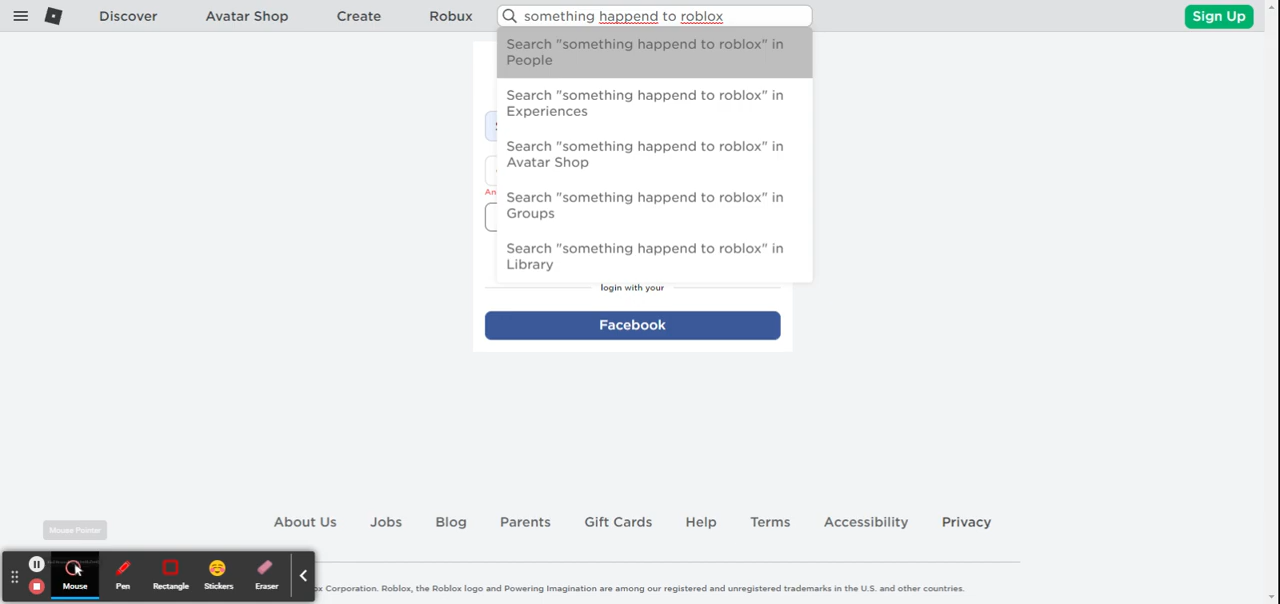 Discover Avatar Shop Create Robux something happend to roblox Sign Up
Search "something happend to roblox" in
People
Search "something happend to roblox" in
Experiences
Search "something happend to roblox" in
Avatar Shop
An
Search "something happend to roblox" in
Groups
Search "something happend to roblox" in
Library
login with your
Facebook
About Us Jobs Blog Parents Gift Cards Help Terms Accessibility Privacy
Mouse Pointer
Mouse Pen Rectangle Stickers Eraser
x Corporation. Roblox, the Roblox logo and Powering Imagination are among our registered and unregistered trademarks in the U.S. and other countries.